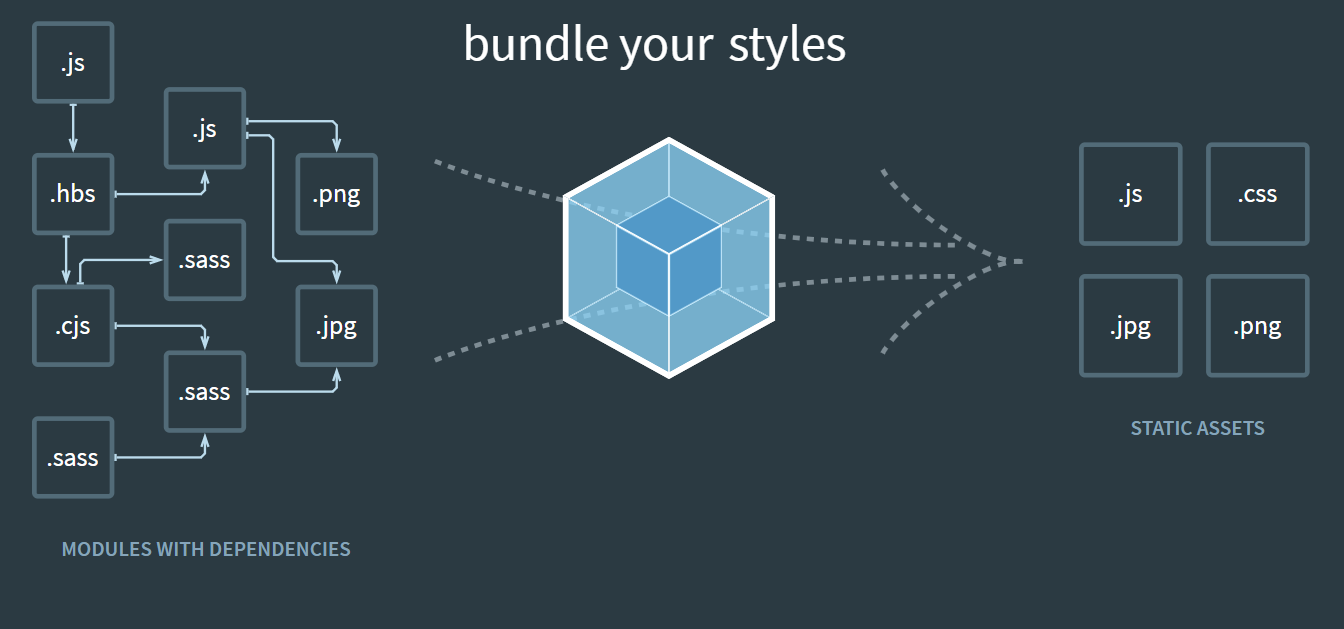 bundle your styles
.js
.js
.hbs
.png
.sass
.cjs
.jpg
.sass
.sass
MODULES WITH DEPENDENCIES
.js
.css
.jpg
.png
STATIC ASSETS